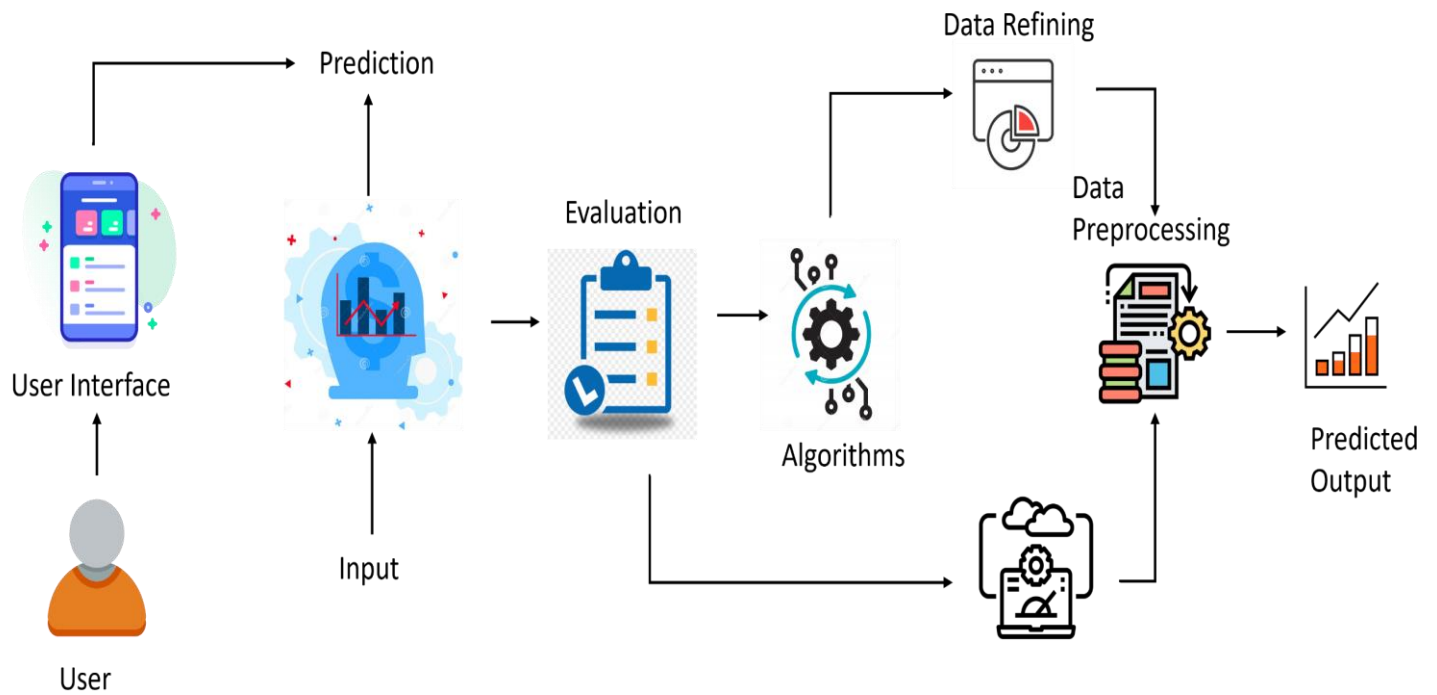 Data Refining
Prediction
Data
Preprocessing
Evaluation
User Interface
Algorithms
Predicted
Output
Input
User